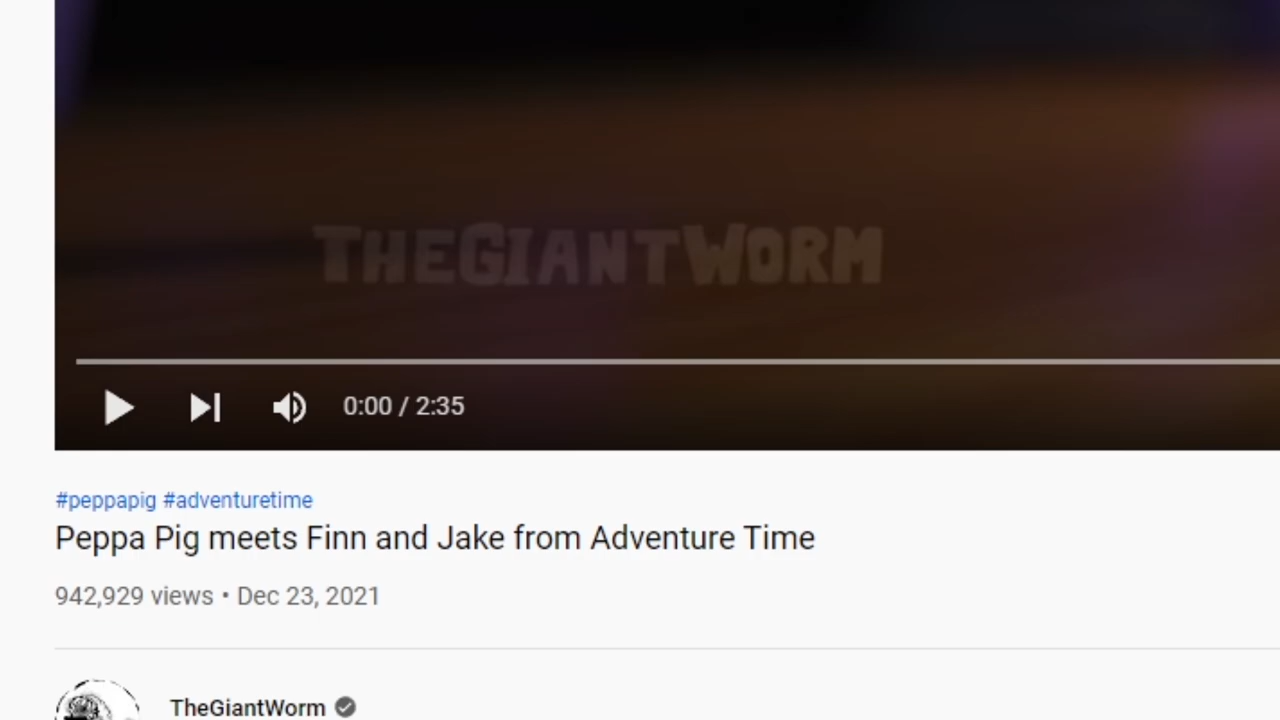 THEGIANTWORM
0:00 / 2:35
#peppapig #adventuretime
Peppa Pig meets Finn and Jake from Adventure Time
942,929 views • Dec 23, 2021
TheGiantWorm